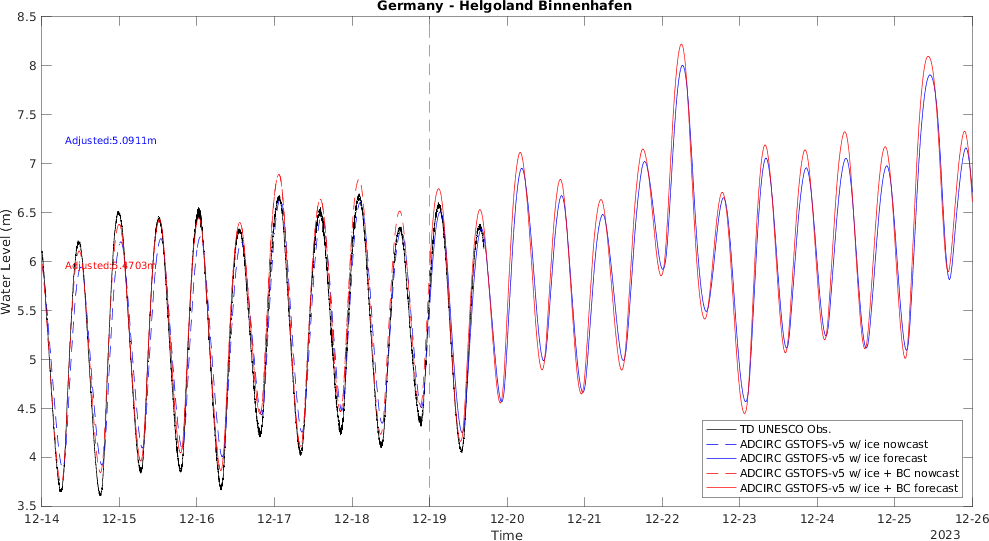 Germany - Helgoland Binnenhafen
8.5
8
7.5
7
6.5
6
5.5
5
4.5
4
3.5
Water Level (m)
Adjusted:5.0911m
Adjusted:5.4703m
TD UNESCO Obs.
ADCIRC GSTOFS-v5 w/ ice nowcast
ADCIRC GSTOFS-v5 w/ ice forecast
ADCIRC GSTOFS-v5 w/ ice + BC nowcast
ADCIRC GSTOFS-v5 w/ ice + BC forecast
12-14 12-15 12-16 12-17 12-18 12-19 12-20 12-21 12-22 12-23 12-24 12-25 12-26
Time
2023